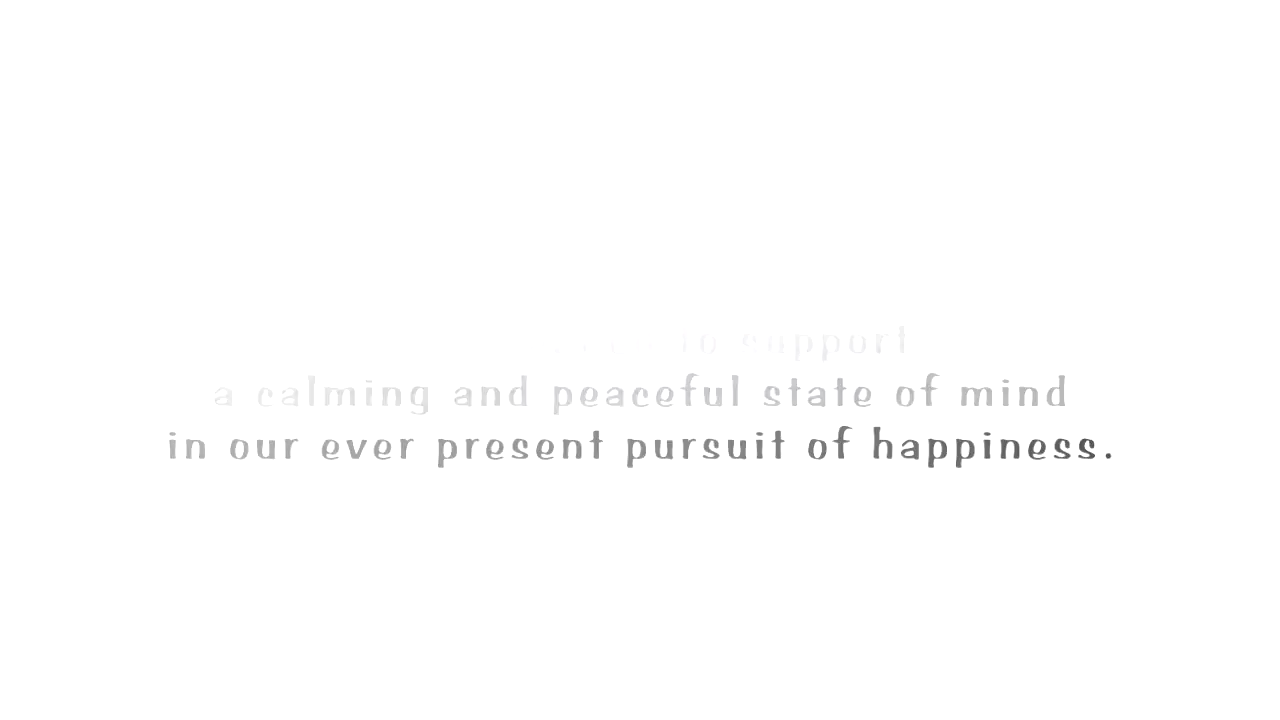 to support
a calming and peaceful state of mind
in our ever present pursuit of happiness.